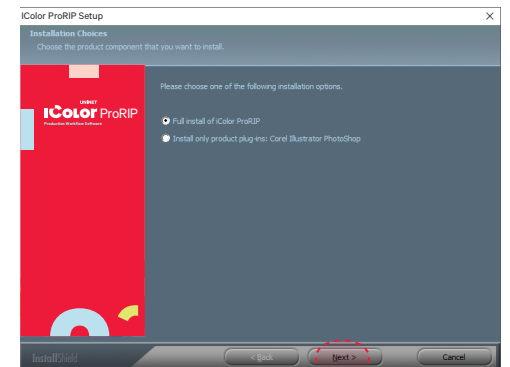 IColor ProRIP Setup
Installation Choices
Choose the product component that you want to install.
UNINET
ICOLOR ProRIP
Production Workflow Software
Please choose one of the following installation options.
Full install of iColor ProRIP
Install only product plug-ins: Corel Illustrator PhotoShop
InstallShield
< Back
Next >
Cancel